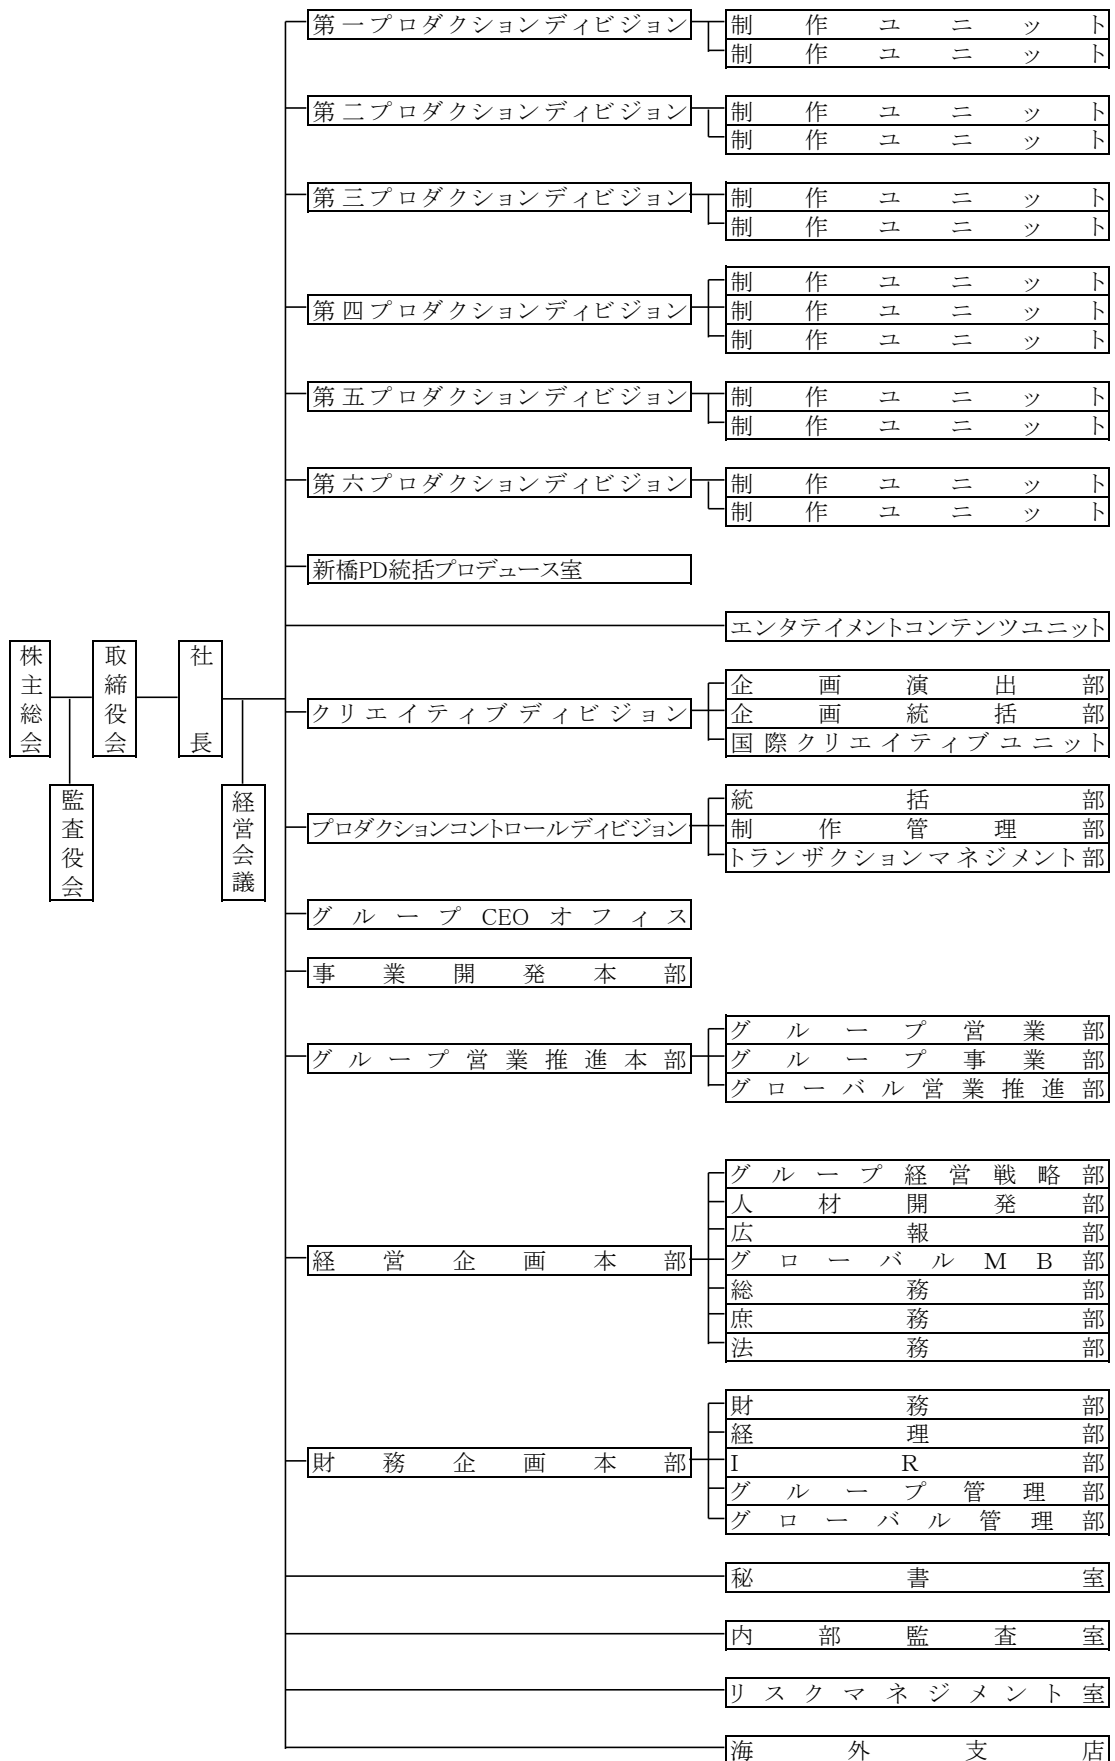 第一プロダクションディビジョン
制作ユニット
制作ユニット
第二プロダクションディビジョン
制作ユニット
制作ユニット
第三プロダクションディビジョン
制作ユニット
制作ユニット
第四プロダクションディビジョン
制作ユニット
制作ユニット
制作ユニット
第五プロダクションディビジョン
制作ユニット
制作ユニット
第六プロダクションディビジョン
制作ユニット
制作ユニット
新橋PD統括プロデュース室
エンタテイメントコンテンツユニット
株主総会
取締役会
社長
監査役会
経営会議
クリエイティブディビジョン
企画演出部
企画統括部
国際クリエイティブユニット
プロダクションコントロールディビジョン
統括部
制作管理部
トランザクションマネジメント部
グループCEOオフィス
事業開発本部
グループ営業推進本部
グループ営業部
グループ事業部
グローバル営業推進部
経営企画本部
グループ経営戦略部
人材開発部
広報部
グローバルMB部
総務部
庶務部
法務部
財務企画本部
財務部
経理部
IR部
グループ管理部
グローバル管理部
秘書室
内部監査室
リスクマネジメント室
海外支店